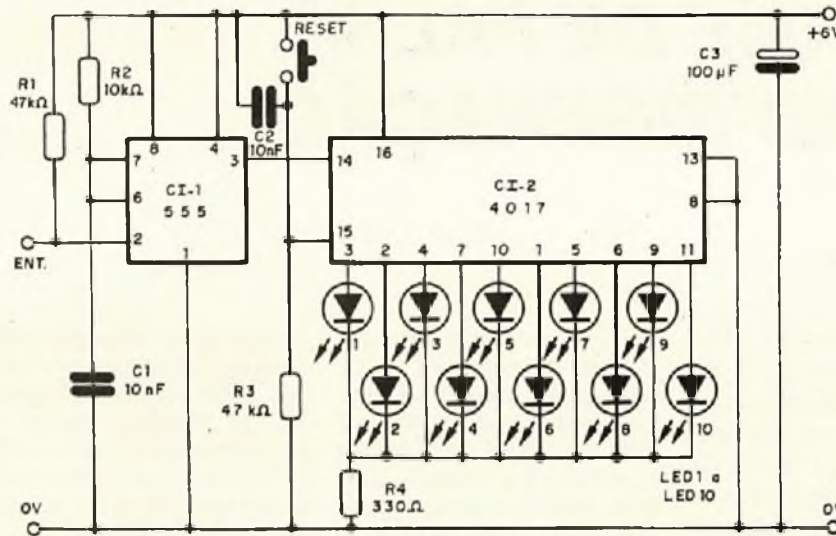 +6V
RESET
R1
47kΩ
R2
10kΩ
C3
100µF
C2
10nF
8
4
7
3
6
2
1
CI-1
555
ENT.
14
16
13
CI-2
4017
8
15
3
2
4
7
10
1
5
6
9
11
1
3
5
7
9
2
4
6
8
10
C1
10nF
R3
47kΩ
R4
330Ω
LED1 a
LED10
0V
0V